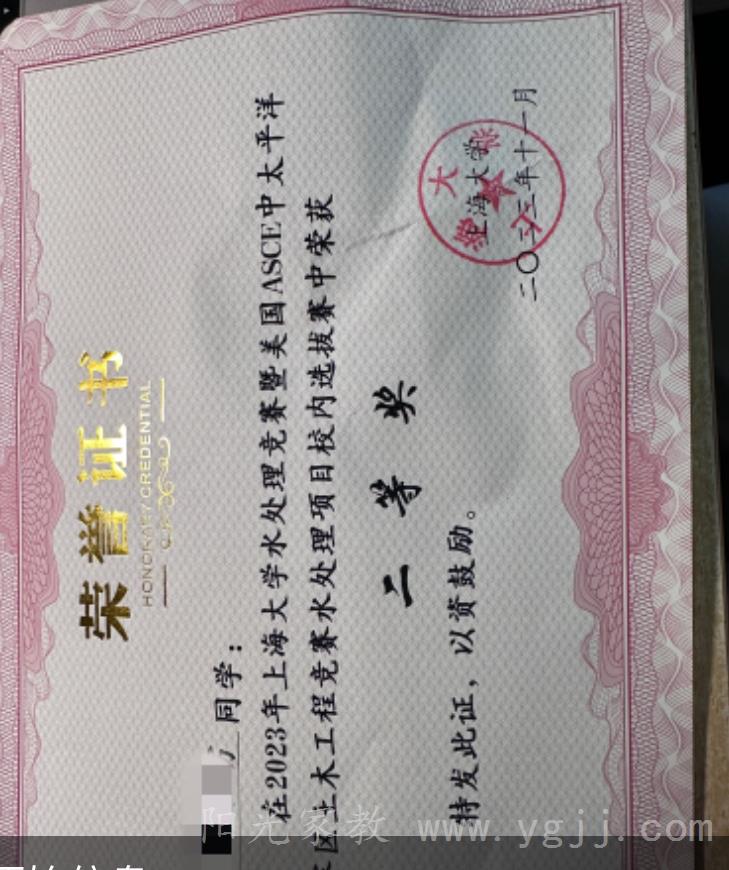 荣誉证书
HONORARY CREDENTIAL
同学：
在2023年上海大学水处理竞赛暨美国ASCE中太平洋
区土木工程竞赛水处理项目校内选拔赛中荣获
二等奖
特发此证，以资鼓励。
上海大学
二〇二三年十一月
阳光家教 www.ygjj.com